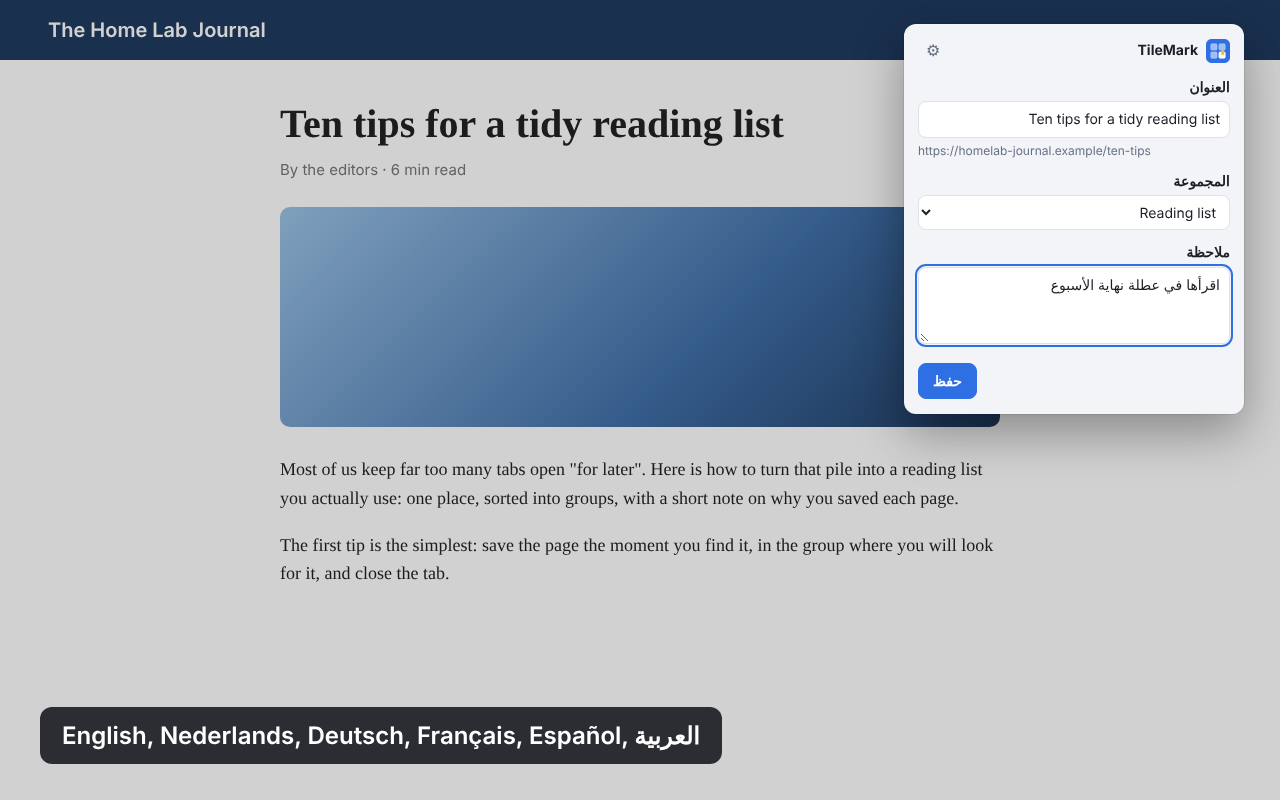 The Home Lab Journal
Ten tips for a tidy reading list
By the editors · 6 min read
Most of us keep far too many tabs open "for later". Here is how to turn that pile into a reading list
you actually use: one place, sorted into groups, with a short note on why you saved each page.
The first tip is the simplest: save the page the moment you find it, in the group where you will look
for it, and close the tab.
TileMark
العنوان
Ten tips for a tidy reading list
https://homelab-journal.example/ten-tips
المجموعة
Reading list
ملاحظة
اقرأها في عطلة نهاية الأسبوع
حفظ
English, Nederlands, Deutsch, Français, Español, العربية